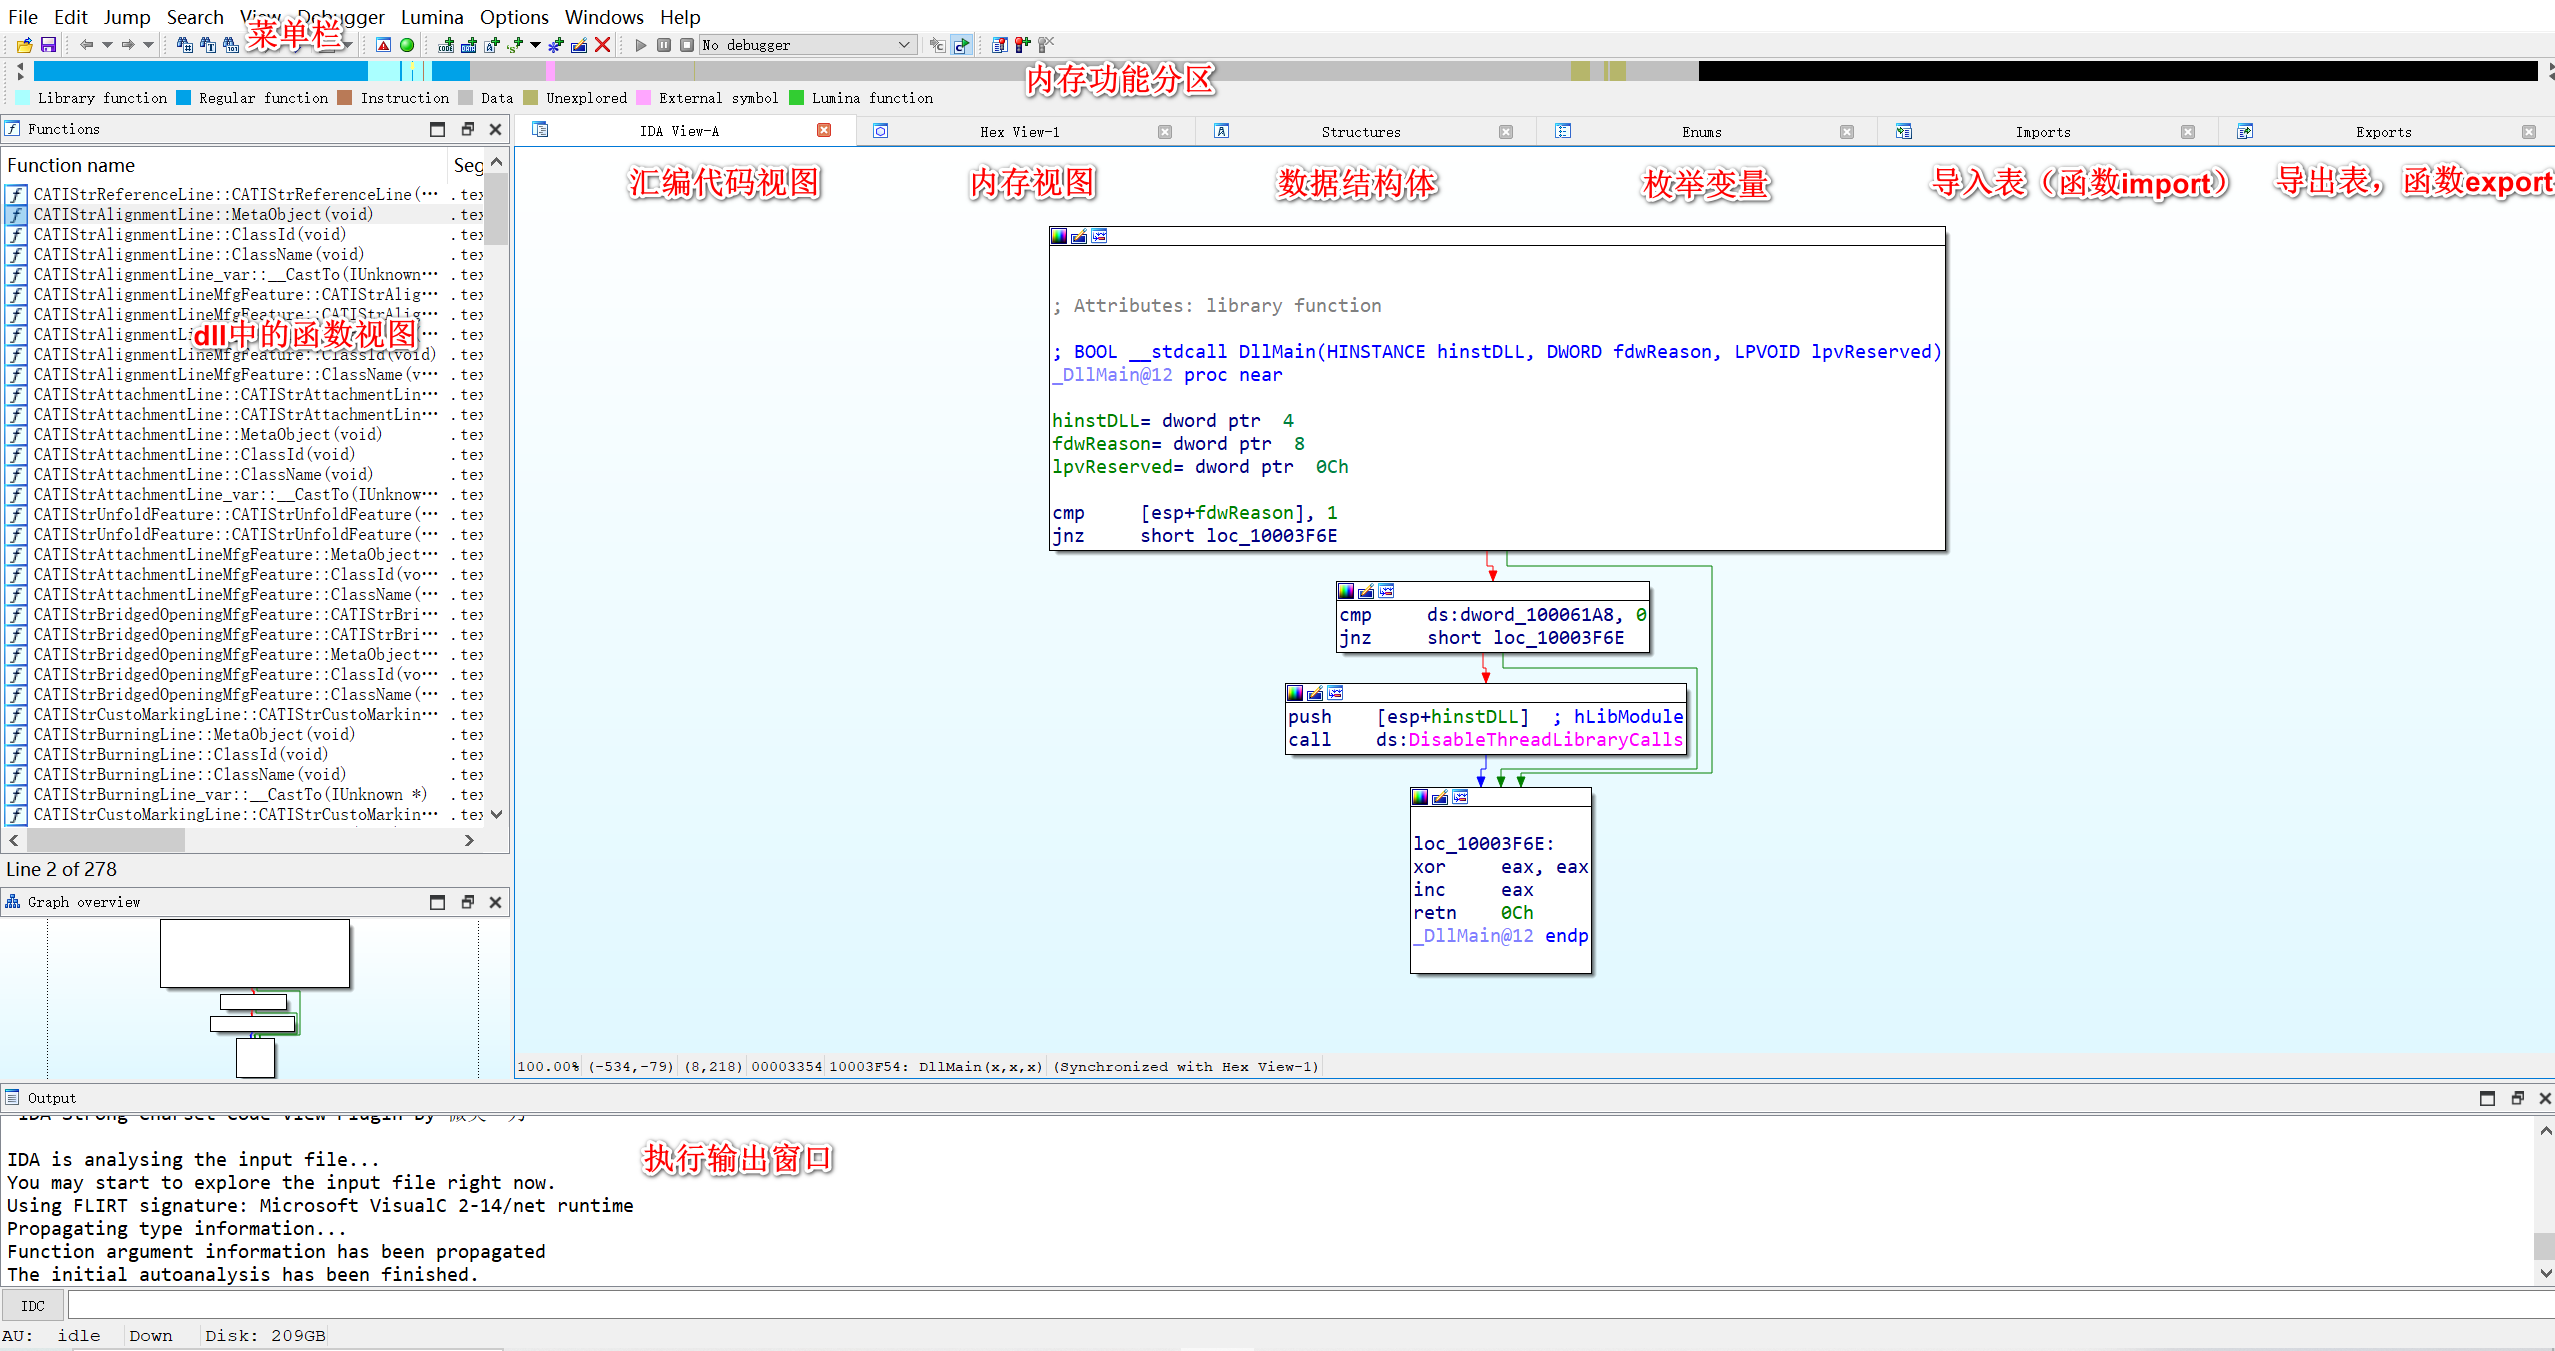 File Edit Jump Search View Debugger Lumina Options Windows Help
菜单栏
No debugger
内存功能分区
Library function Regular function Instruction Data Unexplored External symbol Lumina function
Functions
Function name Seg
CATIStrReferenceLine::CATIStrReferenceLine(… .tex
CATIStrAlignmentLine::MetaObject(void) .tex
CATIStrAlignmentLine::ClassId(void) .tex
CATIStrAlignmentLine::ClassName(void) .tex
CATIStrAlignmentLine_var::__CastTo(IUnknown… .tex
CATIStrAlignmentLineMfgFeature::CATIStrAlig… .tex
CATIStrAlignmentLineMfgFeature::CATIStrAlig… .tex
CATIStrAlignmentLi … .tex
dll中的函数视图
CATIStrAlignmentLineMfgFeature::ClassId(void) .tex
CATIStrAlignmentLineMfgFeature::ClassName(v… .tex
CATIStrAttachmentLine::CATIStrAttachmentLin… .tex
CATIStrAttachmentLine::CATIStrAttachmentLin… .tex
CATIStrAttachmentLine::MetaObject(void) .tex
CATIStrAttachmentLine::ClassId(void) .tex
CATIStrAttachmentLine::ClassName(void) .tex
CATIStrAttachmentLine_var::__CastTo(IUnknow… .tex
CATIStrUnfoldFeature::CATIStrUnfoldFeature(… .tex
CATIStrUnfoldFeature::CATIStrUnfoldFeature(… .tex
CATIStrAttachmentLineMfgFeature::MetaObject… .tex
CATIStrAttachmentLineMfgFeature::ClassId(vo… .tex
CATIStrAttachmentLineMfgFeature::ClassName(… .tex
CATIStrBridgedOpeningMfgFeature::CATIStrBri… .tex
CATIStrBridgedOpeningMfgFeature::CATIStrBri… .tex
CATIStrBridgedOpeningMfgFeature::MetaObject… .tex
CATIStrBridgedOpeningMfgFeature::ClassId(vo… .tex
CATIStrBridgedOpeningMfgFeature::ClassName(… .tex
CATIStrCustoMarkingLine::CATIStrCustoMarkin… .tex
CATIStrBurningLine::MetaObject(void) .tex
CATIStrBurningLine::ClassId(void) .tex
CATIStrBurningLine::ClassName(void) .tex
CATIStrBurningLine_var::__CastTo(IUnknown *) .tex
CATIStrCustoMarkingLine::CATIStrCustoMarkin… .tex
Line 2 of 278
Graph overview
IDA View-A Hex View-1 Structures Enums Imports Exports
汇编代码视图 内存视图 数据结构体 枚举变量 导入表（函数import） 导出表，函数export
; Attributes: library function
; BOOL __stdcall DllMain(HINSTANCE hinstDLL, DWORD fdwReason, LPVOID lpvReserved)
_DllMain@12 proc near
hinstDLL= dword ptr 4
fdwReason= dword ptr 8
lpvReserved= dword ptr 0Ch
cmp [esp+fdwReason], 1
jnz short loc_10003F6E
cmp ds:dword_100061A8, 0
jnz short loc_10003F6E
push [esp+hinstDLL] ; hLibModule
call ds:DisableThreadLibraryCalls
loc_10003F6E:
xor eax, eax
inc eax
retn 0Ch
_DllMain@12 endp
100.00% (-534,-79) (8,218) 00003354 10003F54: DllMain(x,x,x) (Synchronized with Hex View-1)
Output
IDA Strong Charset Code View Plugin By
执行输出窗口
IDA is analysing the input file...
You may start to explore the input file right now.
Using FLIRT signature: Microsoft VisualC 2-14/net runtime
Propagating type information...
Function argument information has been propagated
The initial autoanalysis has been finished.
IDC
AU: idle Down Disk: 209GB